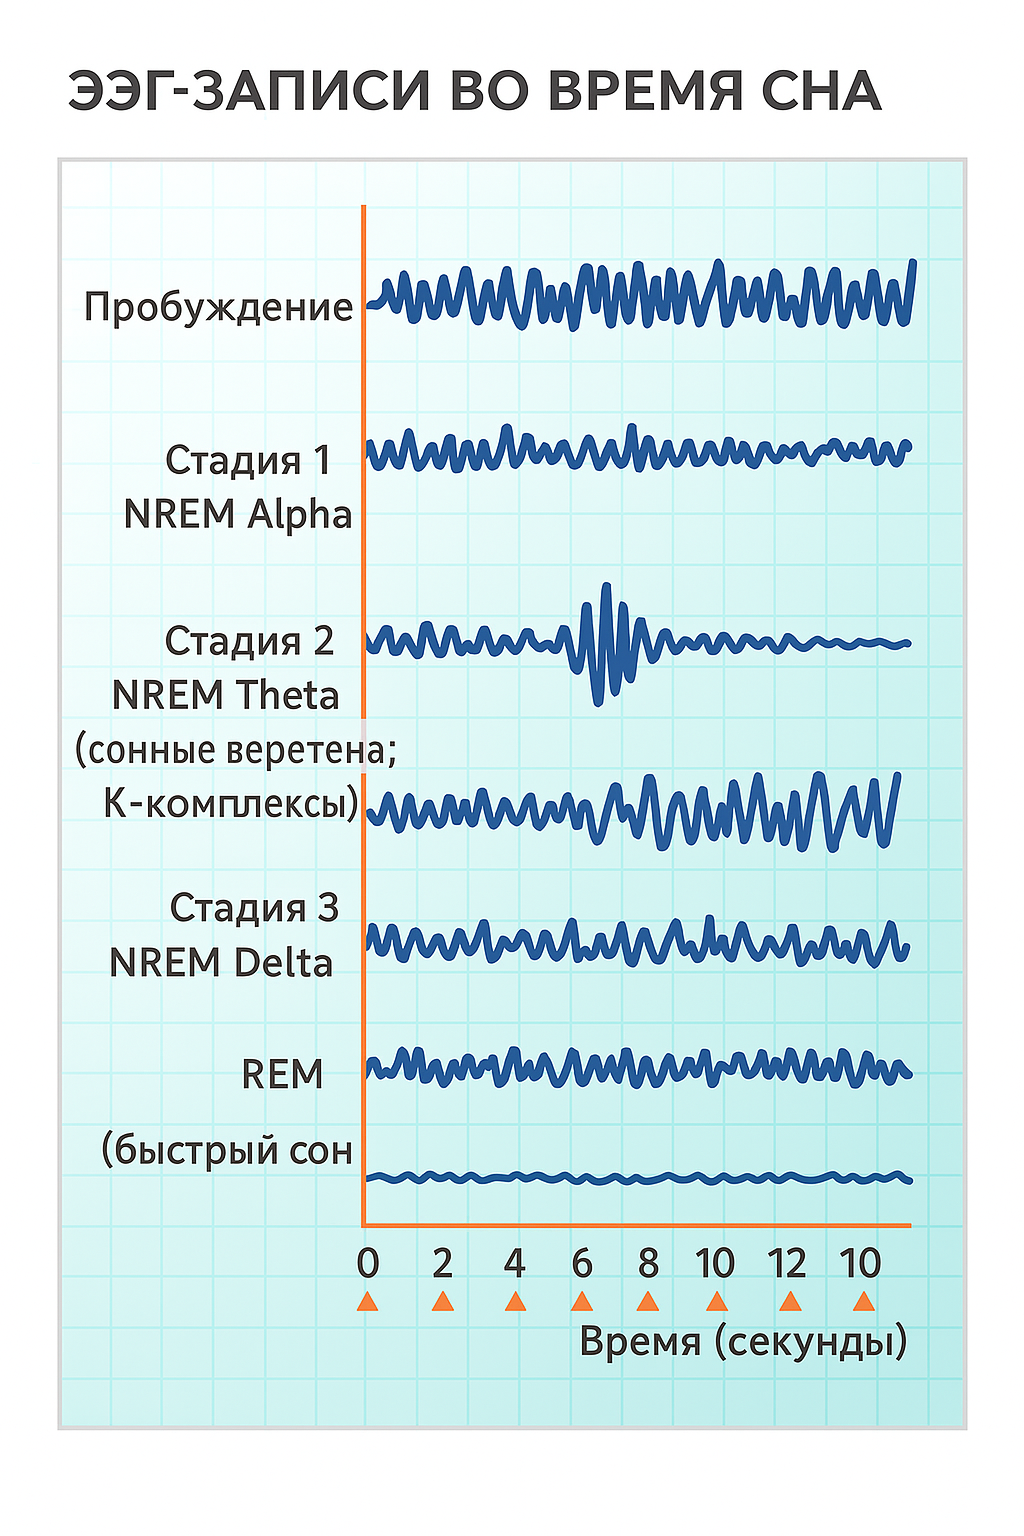 ЭЭГ-ЗАПИСИ ВО ВРЕМЯ СНА
Пробуждение
Стадия 1
NREM Alpha
Стадия 2
NREM Theta
(сонные веретена;
К-комплексы)
Стадия 3
NREM Delta
REM
(быстрый сон
0 2 4 6 8 10 12 10
Время (секунды)